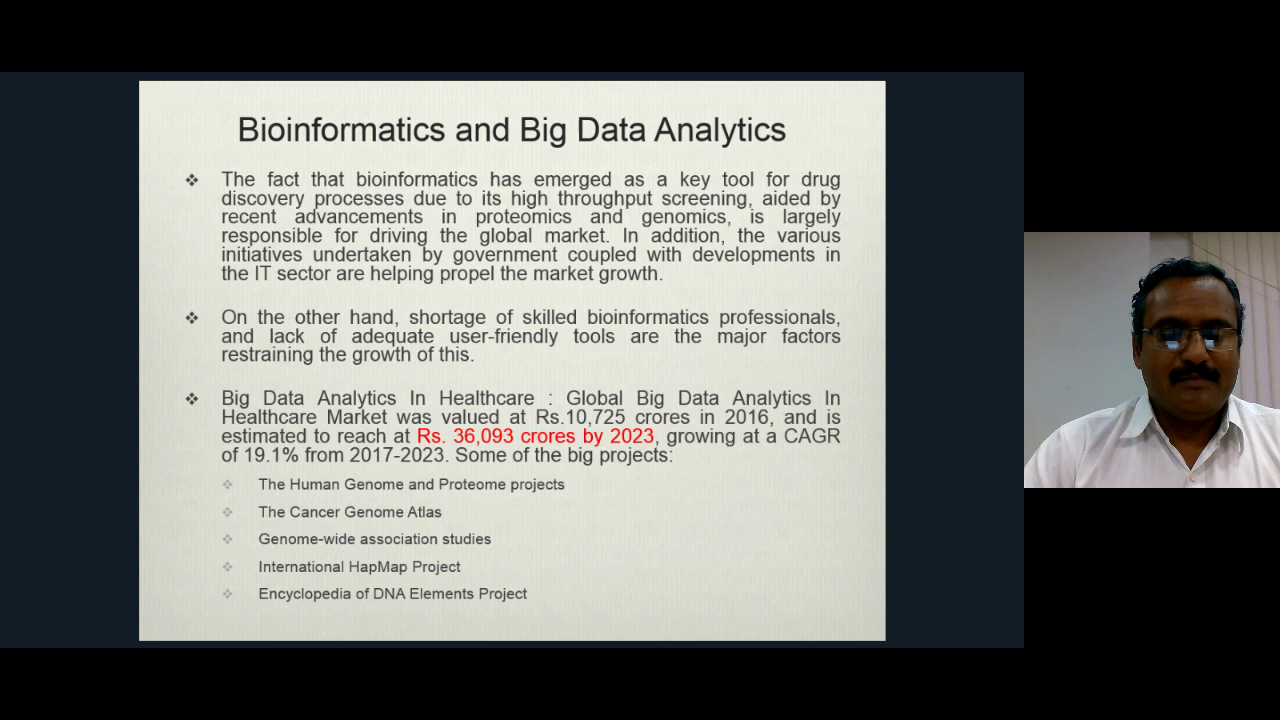 Bioinformatics and Big Data Analytics
The fact that bioinformatics has emerged as a key tool for drug
discovery processes due to its high throughput screening, aided by
recent advancements in proteomics and genomics, is largely
responsible for driving the global market. In addition, the various
initiatives undertaken by government coupled with developments in
the IT sector are helping propel the market growth.
On the other hand, shortage of skilled bioinformatics professionals,
and lack of adequate user-friendly tools are the major factors
restraining the growth of this.
Big Data Analytics In Healthcare : Global Big Data Analytics In
Healthcare Market was valued at Rs.10,725 crores in 2016, and is
estimated to reach at Rs. 36,093 crores by 2023, growing at a CAGR
of 19.1% from 2017-2023. Some of the big projects:
The Human Genome and Proteome projects
The Cancer Genome Atlas
Genome-wide association studies
International HapMap Project
Encyclopedia of DNA Elements Project